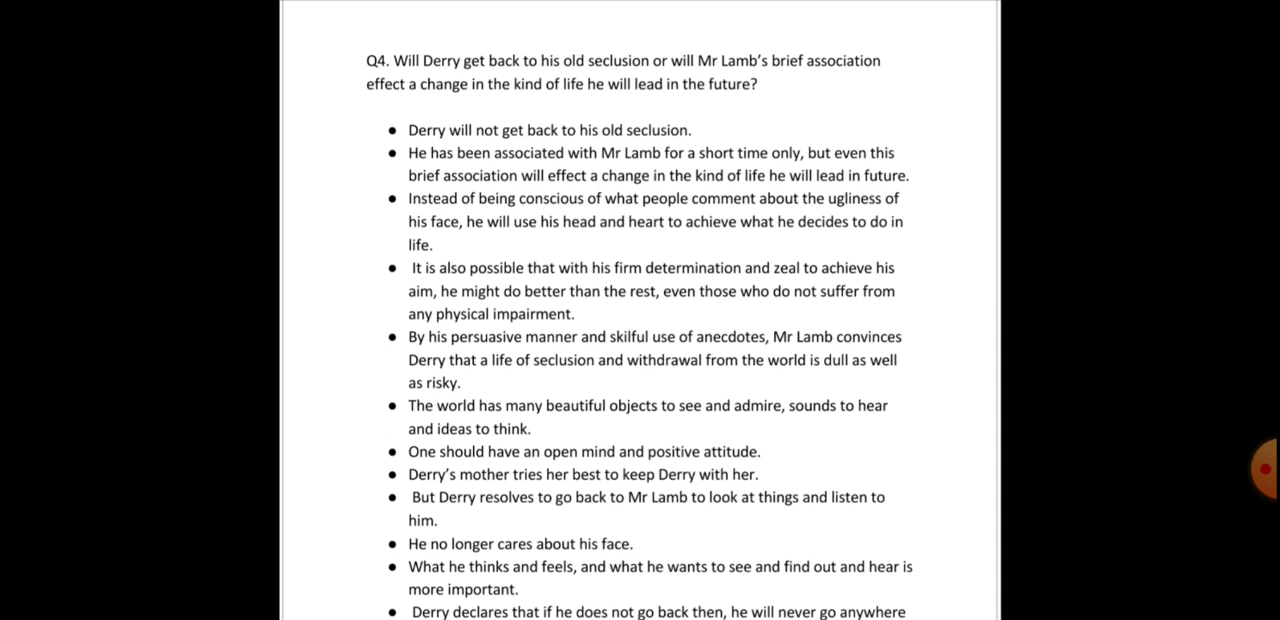 Q4. Will Derry get back to his old seclusion or will Mr Lamb's brief association
effect a change in the kind of life he will lead in the future?
● Derry will not get back to his old seclusion.
● He has been associated with Mr Lamb for a short time only, but even this
brief association will effect a change in the kind of life he will lead in future.
● Instead of being conscious of what people comment about the ugliness of
his face, he will use his head and heart to achieve what he decides to do in
life.
● It is also possible that with his firm determination and zeal to achieve his
aim, he might do better than the rest, even those who do not suffer from
any physical impairment.
● By his persuasive manner and skilful use of anecdotes, Mr Lamb convinces
Derry that a life of seclusion and withdrawal from the world is dull as well
as risky.
● The world has many beautiful objects to see and admire, sounds to hear
and ideas to think.
● One should have an open mind and positive attitude.
● Derry's mother tries her best to keep Derry with her.
● But Derry resolves to go back to Mr Lamb to look at things and listen to
him.
● He no longer cares about his face.
● What he thinks and feels, and what he wants to see and find out and hear is
more important.
● Derry declares that if he does not go back then, he will never go anywhere